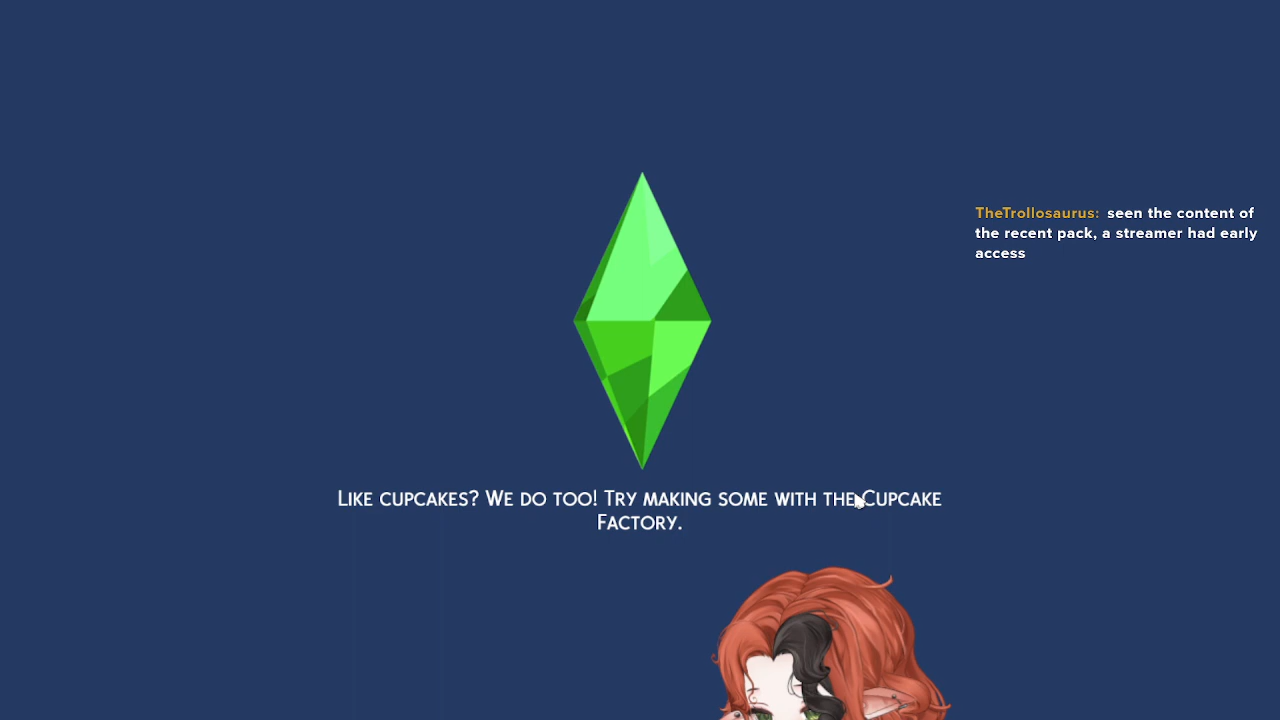 TheTrollosaurus: seen the content of
the recent pack, a streamer had early
access
Like cupcakes? We do too! Try making some with the Cupcake
Factory.